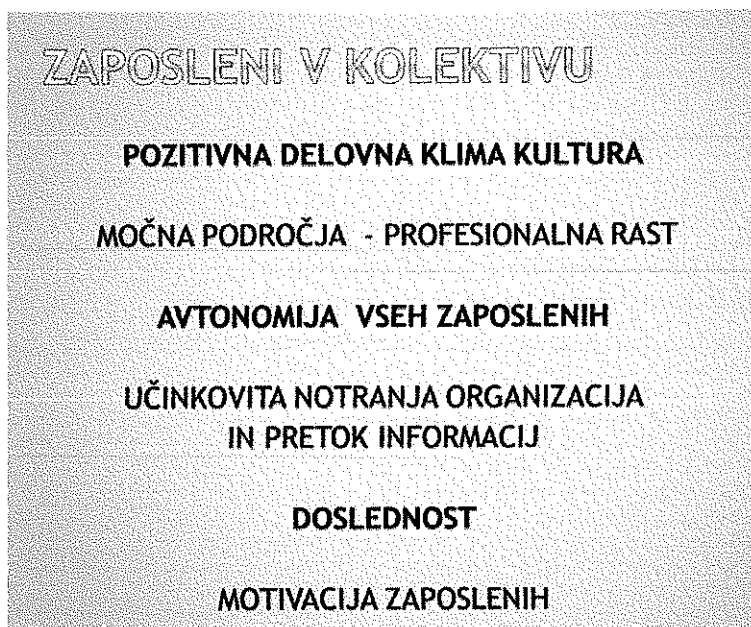 ZAPOSLENI V KOLEKTIVU
POZITIVNA DELOVNA KLIMA KULTURA
MOČNA PODROČJA - PROFESIONALNA RAST
AVTONOMIJA VSEH ZAPOSLENIH
UČINKOVITA NOTRANJA ORGANIZACIJA
IN PRETOK INFORMACIJ
DOSLEDNOST
MOTIVACIJA ZAPOSLENIH